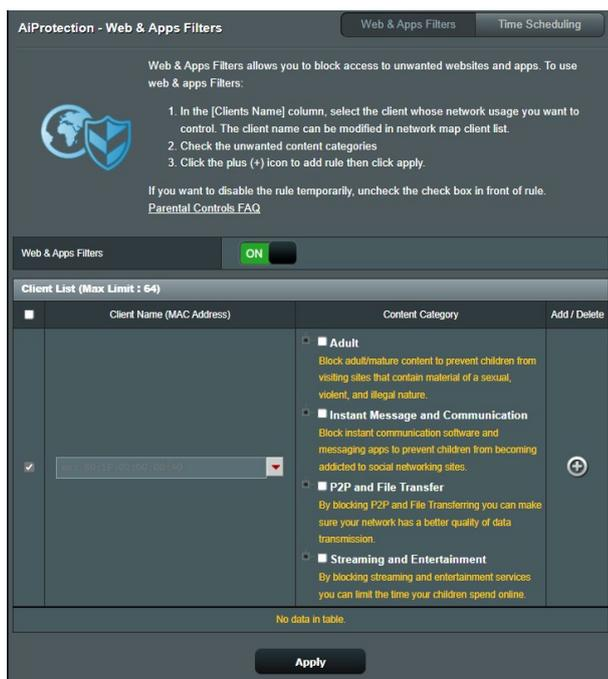 AiProtection - Web & Apps Filters
Web & Apps Filters
Time Scheduling
Web & Apps Filters allows you to block access to unwanted websites and apps. To use
web & apps Filters:
1. In the [Clients Name] column, select the client whose network usage you want to
control. The client name can be modified in network map client list.
2. Check the unwanted content categories
3. Click the plus (+) icon to add rule then click apply.
If you want to disable the rule temporarily, uncheck the check box in front of rule.
Parental Controls FAQ
Web & Apps Filters
ON
Client List (Max Limit : 64)
Client Name (MAC Address)
Content Category
Add / Delete
Adult
Block adult/mature content to prevent children from
visiting sites that contain material of a sexual,
violent, and illegal nature.
Instant Message and Communication
Block instant communication software and
messaging apps to prevent children from becoming
addicted to social networking sites.
P2P and File Transfer
By blocking P2P and File Transferring you can make
sure your network has a better quality of data
transmission.
Streaming and Entertainment
By blocking streaming and entertainment services
you can limit the time your children spend online.
No data in table.
Apply